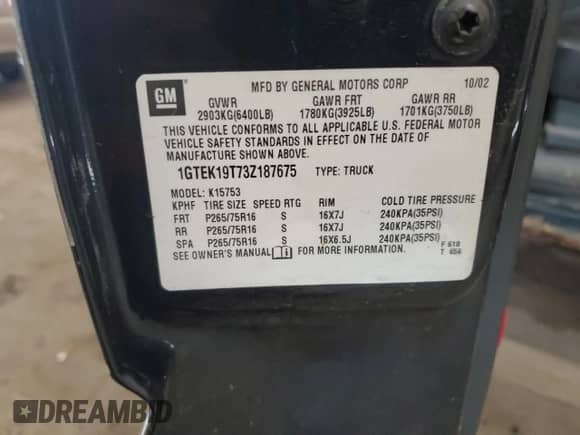 GM
MFD BY GENERAL MOTORS CORP 10/02
GVWR GAWR FRT GAWR RR
2903KG(6400LB) 1780KG(3925LB) 1701KG(3750LB)
THIS VEHICLE CONFORMS TO ALL APPLICABLE U.S. FEDERAL MOTOR
VEHICLE SAFETY STANDARDS IN EFFECT ON THE DATE OF
MANUFACTURE SHOWN ABOVE.
1GTEK19T73Z187675 TYPE: TRUCK
MODEL: K15753
KPHF TIRE SIZE SPEED RTG RIM COLD TIRE PRESSURE
FRT P265/75R16 S 16X7J 240KPA(35PSI)
RR P265/75R16 S 16X7J 240KPA(35PSI)
SPA P265/75R16 S 16X6.5J 240KPA(35PSI)
SEE OWNER'S MANUAL FOR MORE INFORMATION.
F 610
T 656
DREAMBID